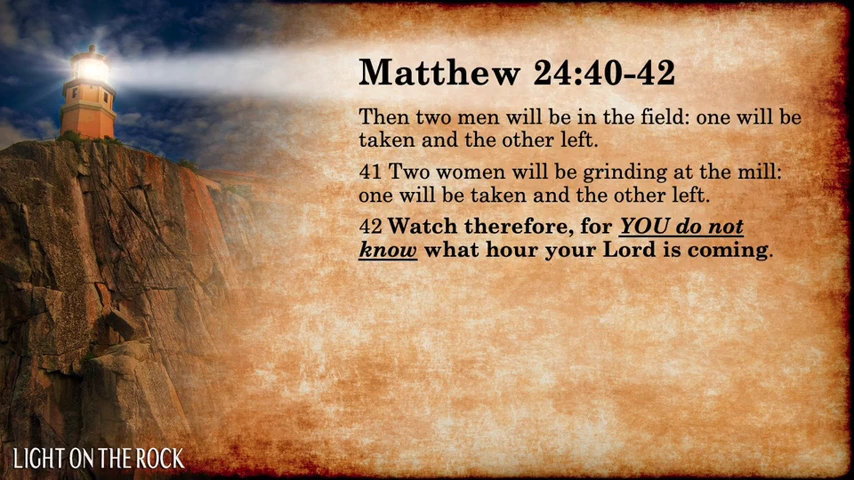 Matthew 24:40-42
Then two men will be in the field: one will be
taken and the other left.
41 Two women will be grinding at the mill:
one will be taken and the other left.
42 Watch therefore, for YOU do not
know what hour your Lord is coming.
LIGHT ON THE ROCK